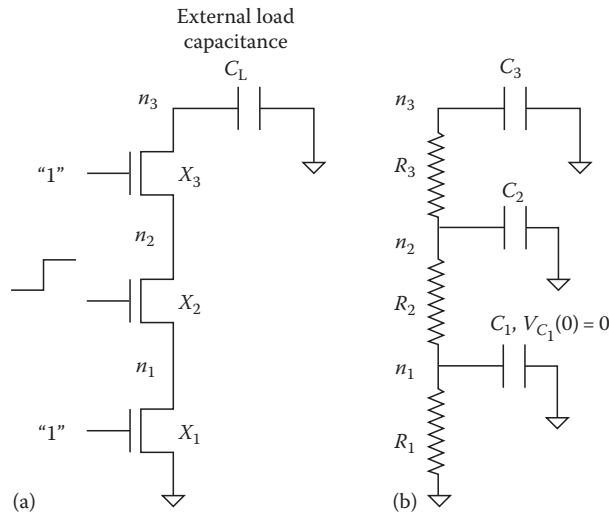 External load
capacitance
C_L
n_3
"1"
X_3
n_2
X_2
n_1
"1"
X_1
(a)
C_3
n_3
R_3
C_2
n_2
R_2
C_1, V_{C_1}(0) = 0
n_1
R_1
(b)